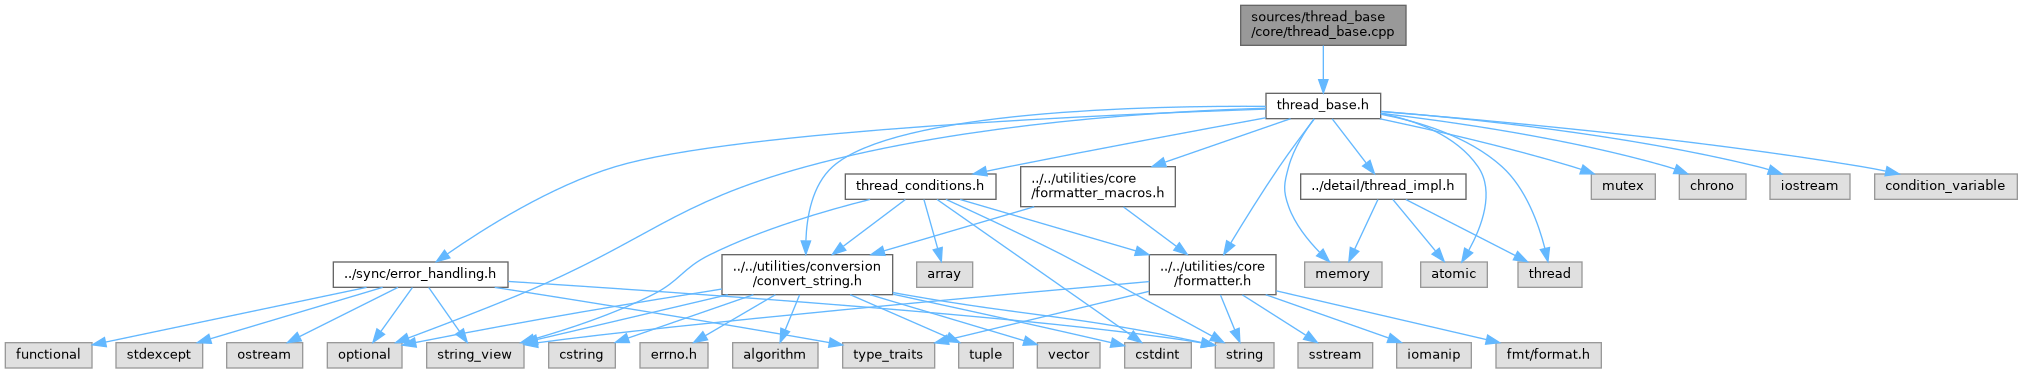 sources/thread_base
/core/thread_base.cpp
thread_base.h
thread_conditions.h
../../utilities/core
/formatter_macros.h
../detail/thread_impl.h
mutex
chrono
iostream
condition_variable
../sync/error_handling.h
../../utilities/conversion
/convert_string.h
array
../../utilities/core
/formatter.h
memory
atomic
thread
functional
stdexcept
ostream
optional
string_view
cstring
errno.h
algorithm
type_traits
tuple
vector
cstdint
string
sstream
iomanip
fmt/format.h